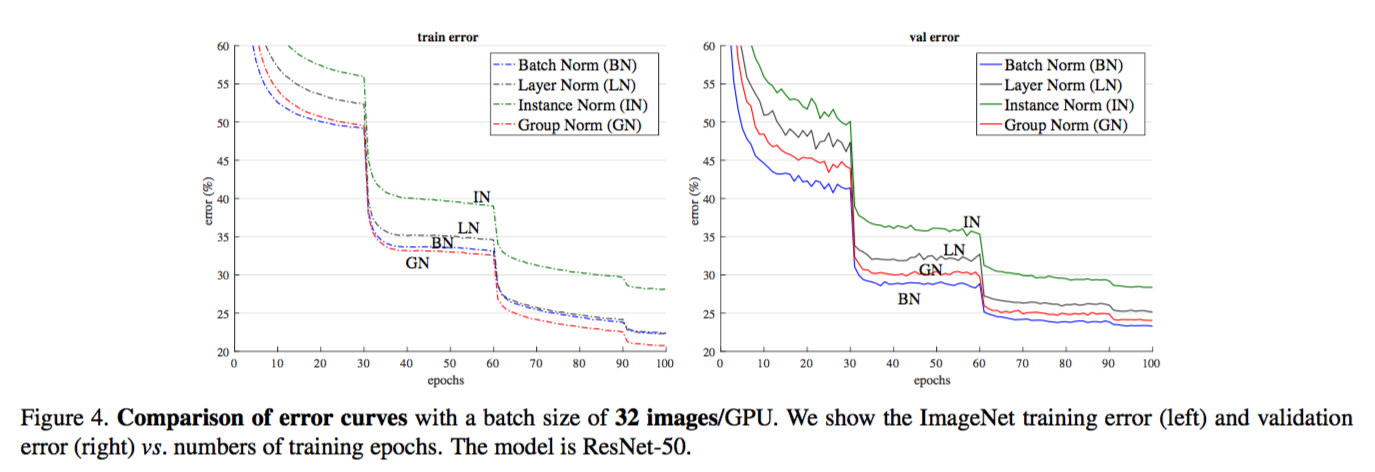 train error
60
55
50
45
40
35
30
25
20
error (%)
0 10 20 30 40 50 60 70 80 90 100
epochs
Batch Norm (BN)
Layer Norm (LN)
Instance Norm (IN)
Group Norm (GN)
IN
LN
BN
GN
val error
60
55
50
45
40
35
30
25
20
error (%)
0 10 20 30 40 50 60 70 80 90 100
epochs
Batch Norm (BN)
Layer Norm (LN)
Instance Norm (IN)
Group Norm (GN)
IN
LN
GN
BN
Figure 4. Comparison of error curves with a batch size of 32 images/GPU. We show the ImageNet training error (left) and validation
error (right) vs. numbers of training epochs. The model is ResNet-50.